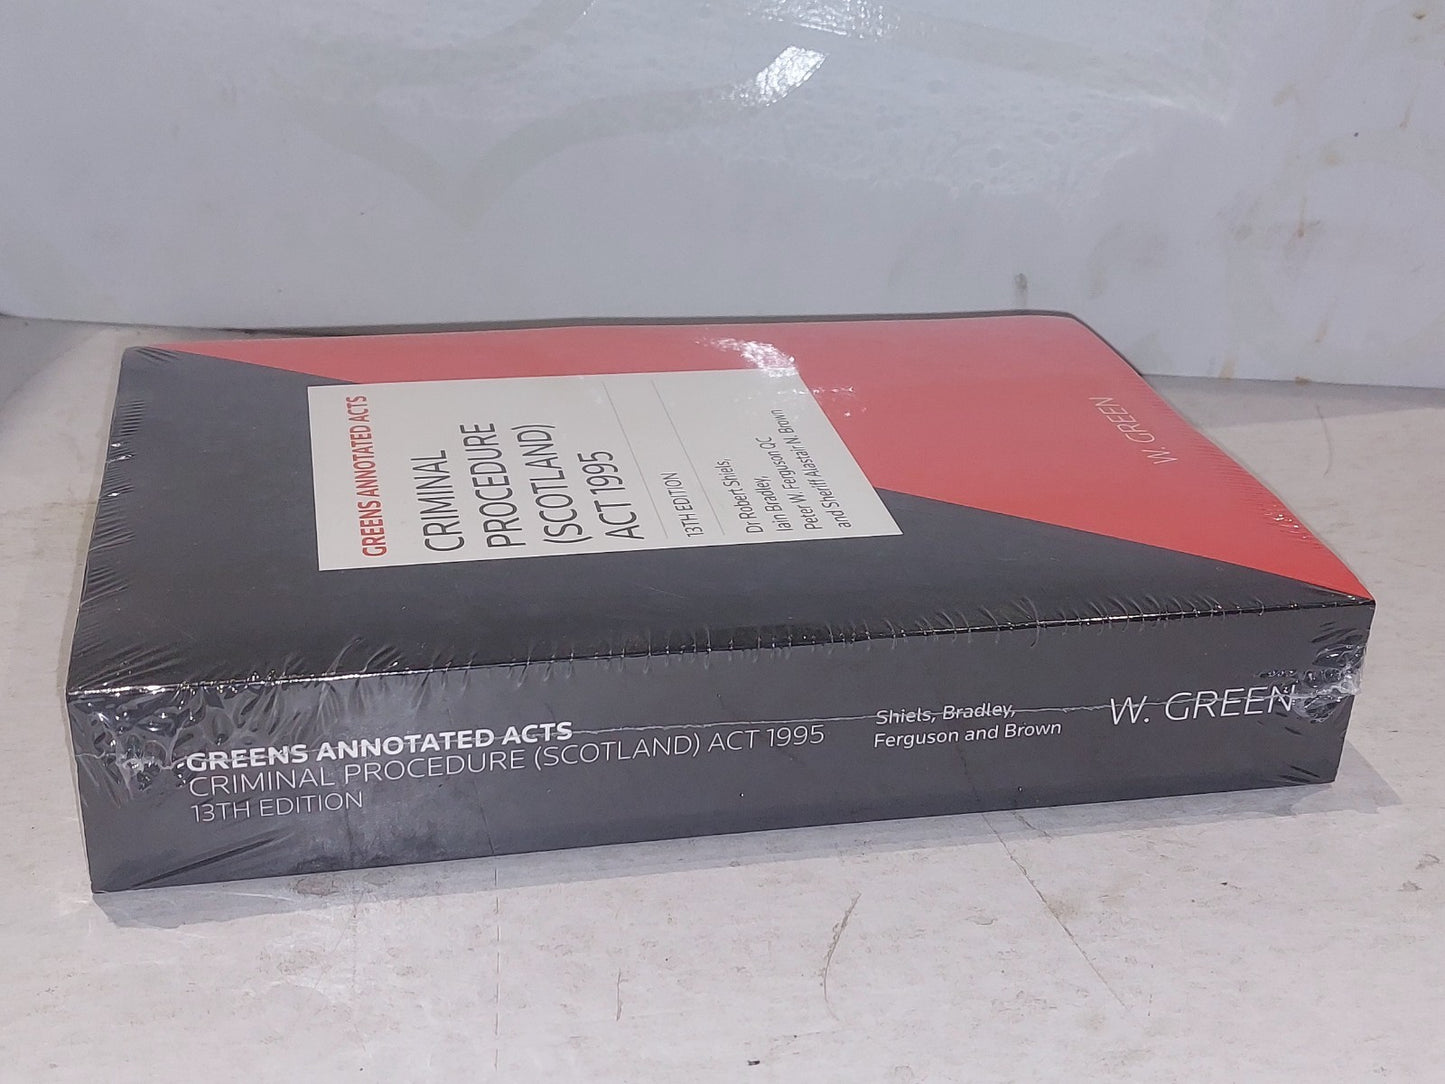 GREENS ANNOTATED ACTS
CRIMINAL
PROCEDURE
(SCOTLAND)
ACT 1995
13TH EDITION
Dr Robert Shiels,
Iain Bradley,
Peter W. Ferguson QC
and Sheriff Alastair N. Brown
W. GREEN
GREENS ANNOTATED ACTS
CRIMINAL PROCEDURE (SCOTLAND) ACT 1995
13TH EDITION
Shiels, Bradley,
Ferguson and Brown
W. GREEN